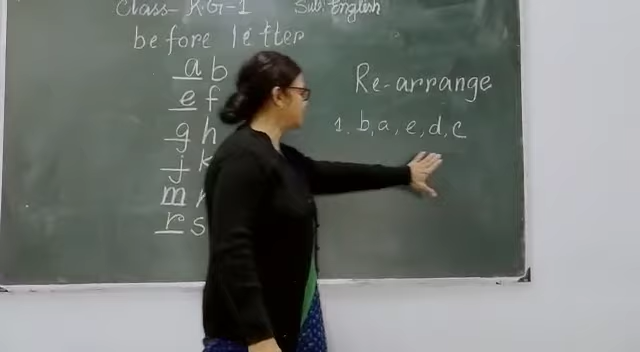 Class- KG-1 Sub: English
before letter
a b
e f
g h
j k
m
r s
Re-arrange
1. b, a, e, d, c